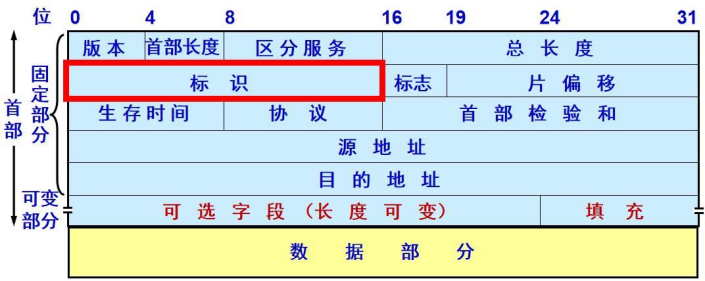 位 0 4 8 16 19 24 31
版本 首部长度 区分服务 总长度
标识 标志 片偏移
生存时间 协议 首部检验和
源地址
目的地址
可选字段（长度可变） 填充
数据部分
首部
固定部分
可变部分